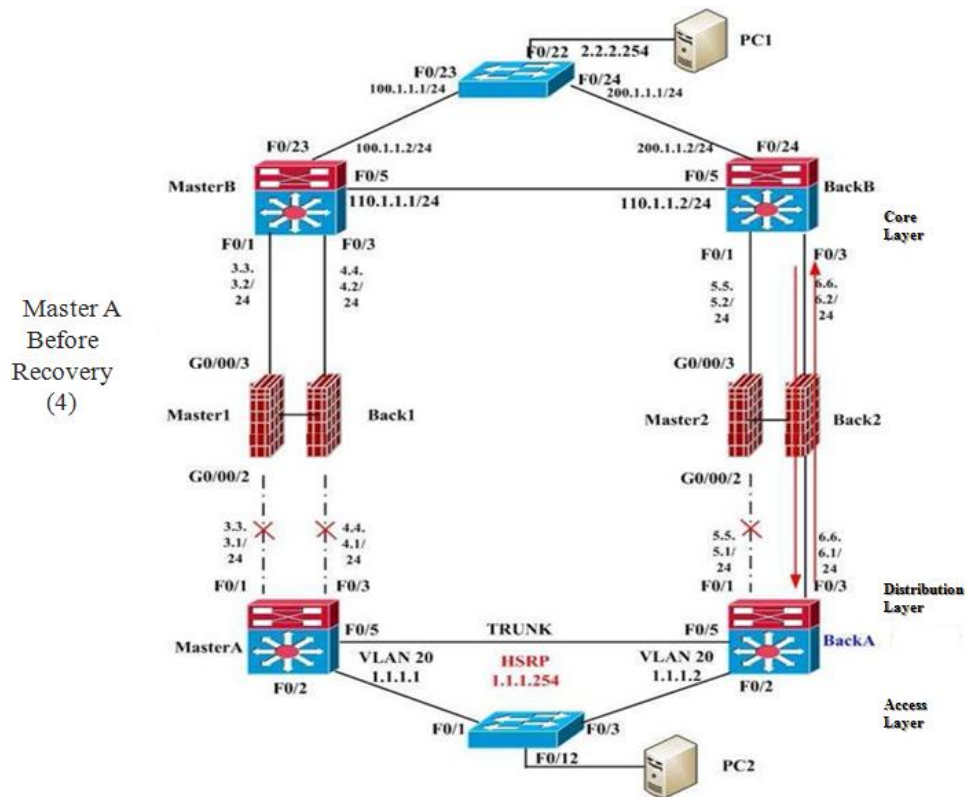 PC1
F0/22
2.2.2.254
F0/23
F0/24
100.1.1.1/24
200.1.1.1/24
F0/23
100.1.1.2/24
200.1.1.2/24
F0/24
MasterB
F0/5
F0/5
BackB
110.1.1.1/24
110.1.1.2/24
Core
Layer
F0/1
F0/3
F0/1
F0/3
3.3.
3.2/
24
4.4.
4.2/
24
5.5.
5.2/
24
6.6.
6.2/
24
Master A
Before
Recovery
(4)
G0/00/3
G0/00/3
Master1
Back1
Master2
Back2
G0/00/2
G0/00/2
3.3.
3.1/
24
4.4.
4.1/
24
5.5.
5.1/
24
6.6.
6.1/
24
F0/1
F0/3
F0/1
F0/3
Distribution
Layer
MasterA
F0/5
TRUNK
F0/5
BackA
VLAN 20
1.1.1.1
HSRP
1.1.1.254
VLAN 20
1.1.1.2
F0/2
F0/2
Access
Layer
F0/1
F0/3
F0/12
PC2